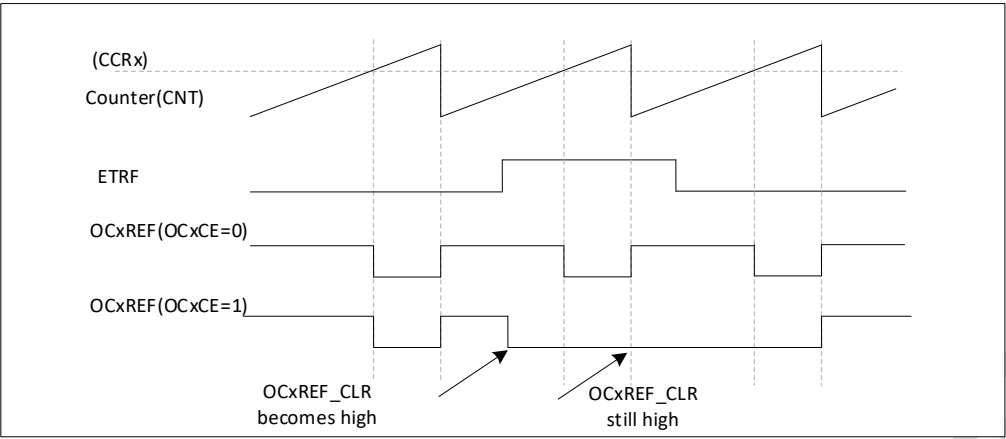 (CCRx)
Counter(CNT)
ETRF
OCxREF(OCxCE=0)
OCxREF(OCxCE=1)
OCxREF_CLR
becomes high
OCxREF_CLR
still high